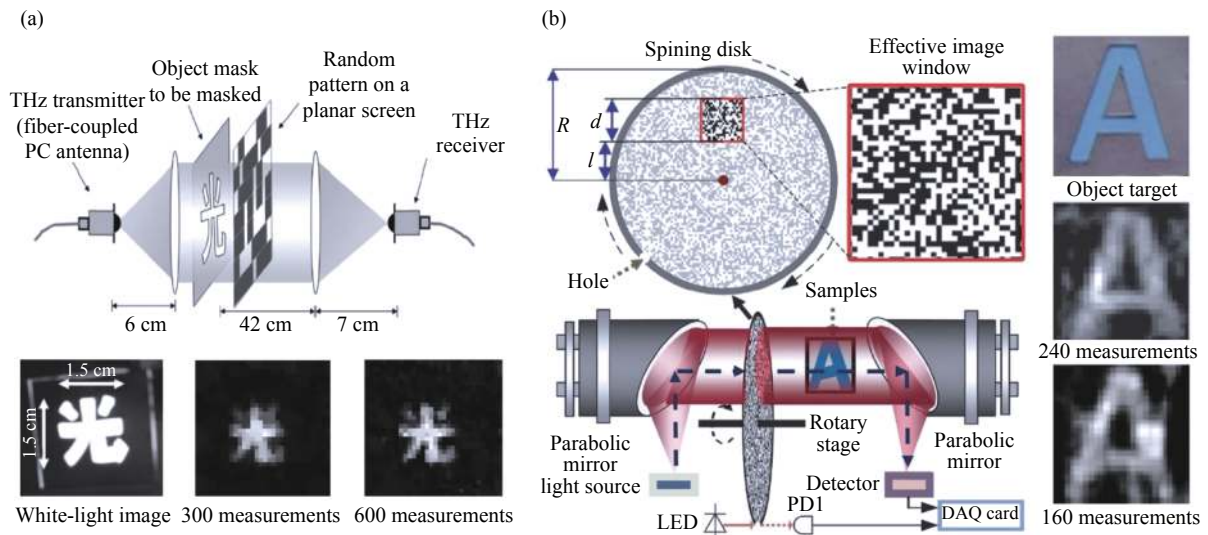 (a)
Object mask
to be masked
Random
pattern on a
planar screen
THz transmitter
(fiber-coupled
PC antenna)
THz
receiver
光
6 cm
42 cm
7 cm
1.5 cm
1.5 cm
光
White-light image
300 measurements
600 measurements
(b)
Spining disk
Effective image
window
R
d
l
Hole
Samples
A
Rotary
stage
Parabolic
mirror
light source
Parabolic
mirror
Detector
LED
PD1
DAQ card
A
Object target
A
240 measurements
A
160 measurements